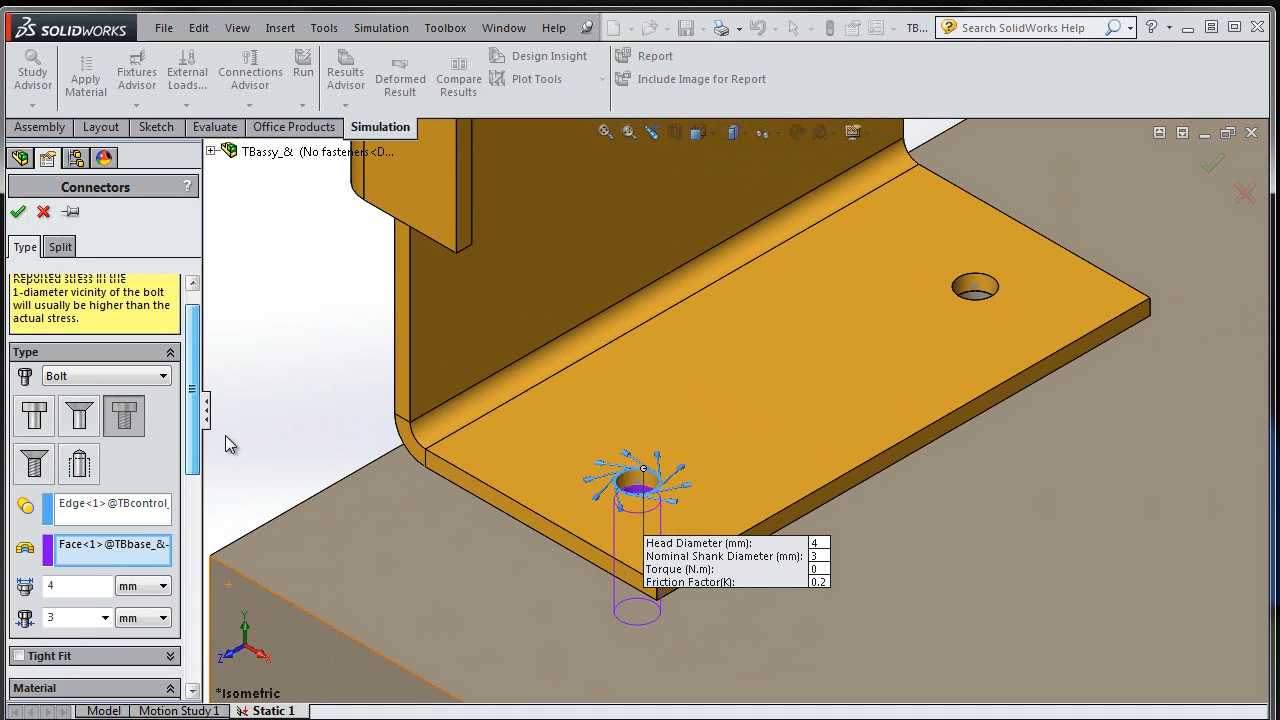 SOLIDWORKS File Edit View Insert Tools Simulation Toolbox Window Help TB... Search SolidWorks Help
Study Advisor Apply Material Fixtures Advisor External Loads... Connections Advisor Run Results Advisor Deformed Result Compare Results Design Insight Plot Tools Report Include Image for Report
Assembly Layout Sketch Evaluate Office Products Simulation
TBassy_& (No fasteners<D...
Connectors ?
Type Split
Reported stress in the
1-diameter vicinity of the bolt
will usually be higher than the
actual stress.
Type
Bolt
Edge<1>@TBcontrol_
Face<1>@TBbase_&-
4 mm
3 mm
Tight Fit
Material
Head Diameter (mm): 4
Nominal Shank Diameter (mm): 3
Torque (N.m): 0
Friction Factor(K): 0.2
Y
Z X
*Isometric
Model Motion Study 1 Static 1